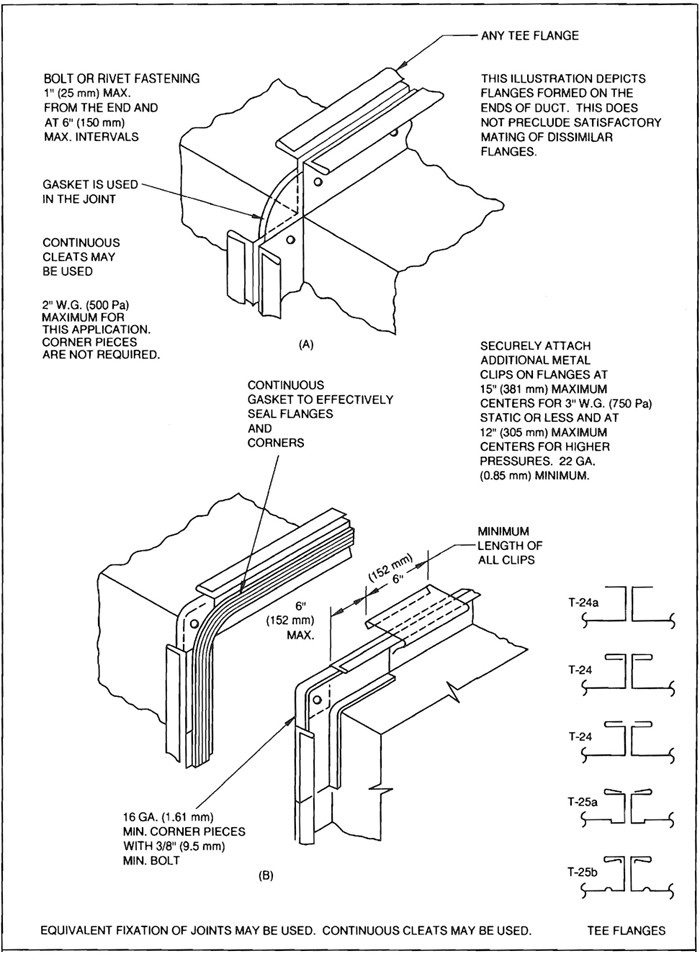 ANY TEE FLANGE
BOLT OR RIVET FASTENING
1" (25 mm) MAX.
FROM THE END AND
AT 6" (150 mm)
MAX. INTERVALS
THIS ILLUSTRATION DEPICTS
FLANGES FORMED ON THE
ENDS OF DUCT. THIS DOES
NOT PRECLUDE SATISFACTORY
MATING OF DISSIMILAR
FLANGES.
GASKET IS USED
IN THE JOINT
CONTINUOUS
CLEATS MAY
BE USED
2" W.G. (500 Pa)
MAXIMUM FOR
THIS APPLICATION.
CORNER PIECES
ARE NOT REQUIRED.
(A)
SECURELY ATTACH
ADDITIONAL METAL
CLIPS ON FLANGES AT
15" (381 mm) MAXIMUM
CENTERS FOR 3" W.G. (750 Pa)
STATIC OR LESS AND AT
12" (305 mm) MAXIMUM
CENTERS FOR HIGHER
PRESSURES. 22 GA.
(0.85 mm) MINIMUM.
CONTINUOUS
GASKET TO EFFECTIVELY
SEAL FLANGES
AND
CORNERS
MINIMUM
LENGTH OF
ALL CLIPS
(152 mm)
6"
6"
(152 mm)
MAX.
T-24a
T-24
T-24
T-25a
T-25b
16 GA. (1.61 mm)
MIN. CORNER PIECES
WITH 3/8" (9.5 mm)
MIN. BOLT
(B)
EQUIVALENT FIXATION OF JOINTS MAY BE USED. CONTINUOUS CLEATS MAY BE USED.
TEE FLANGES